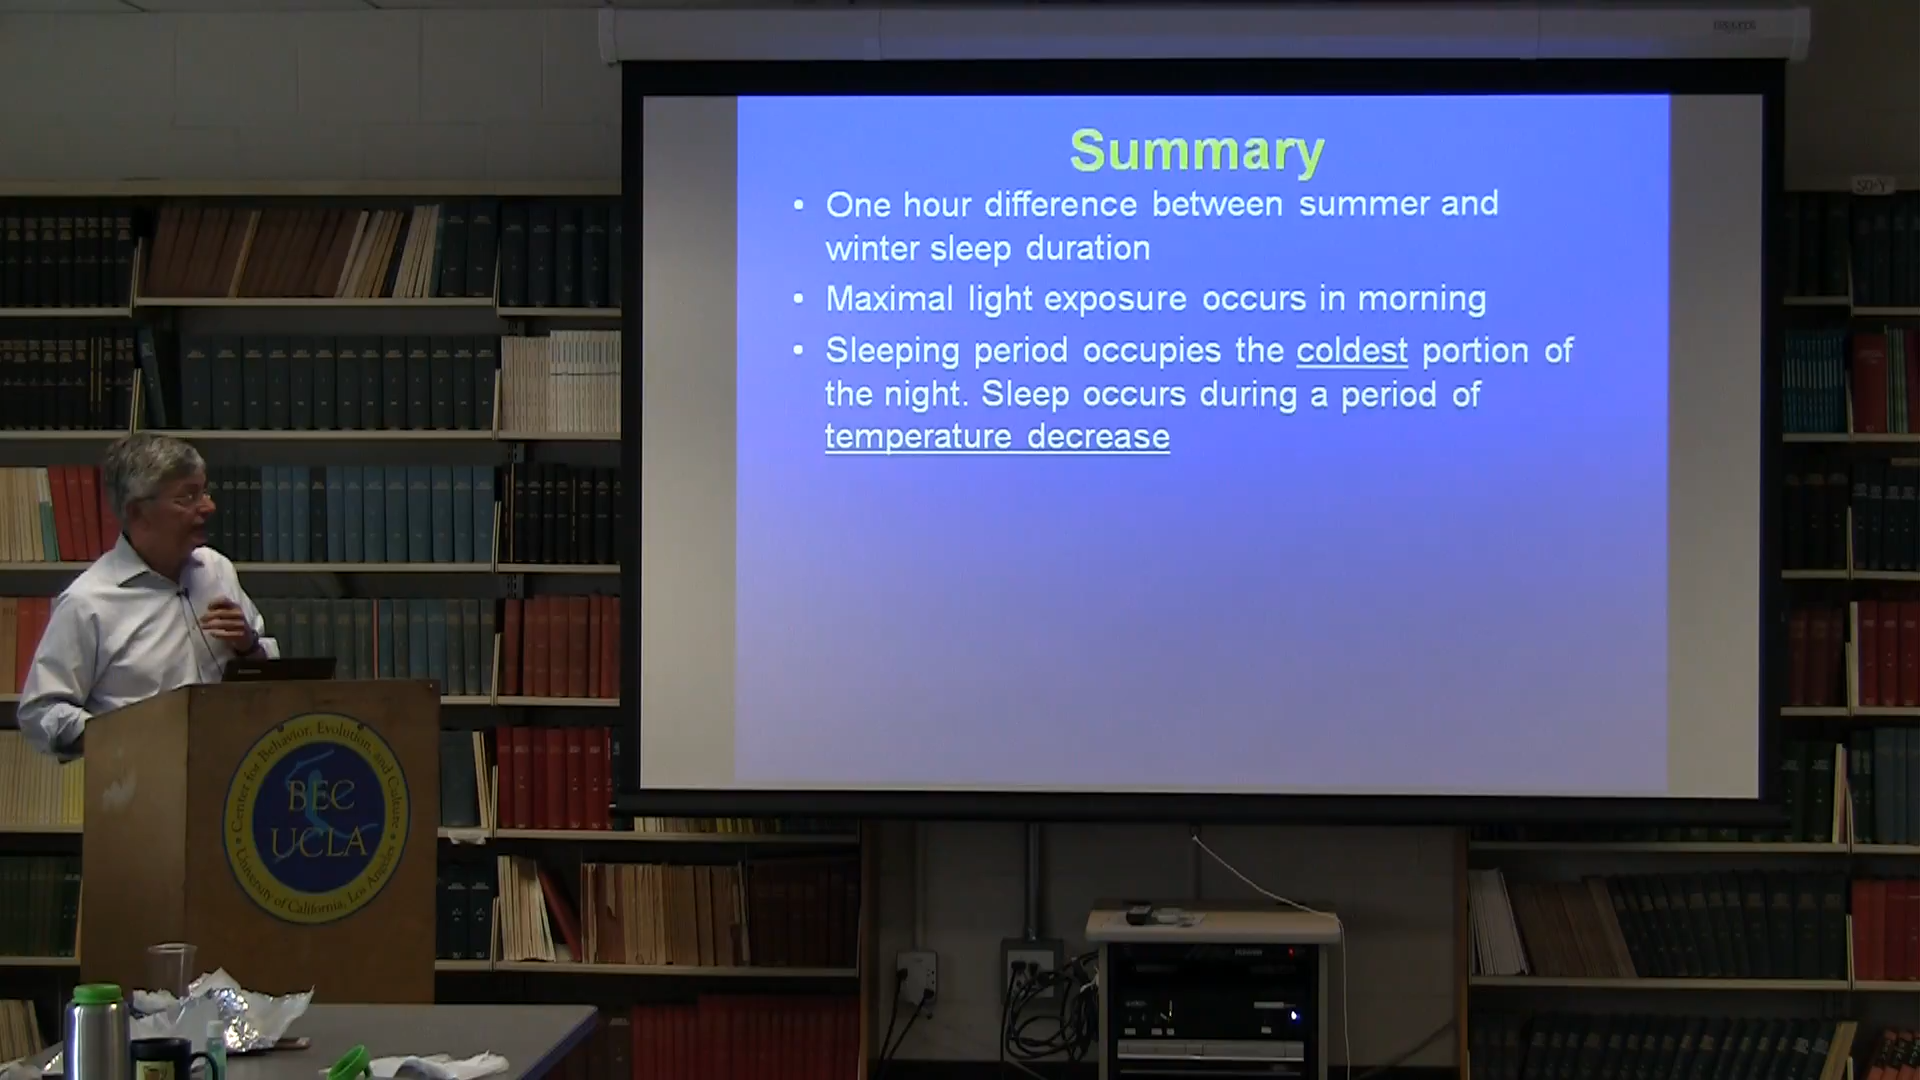 Summary
• One hour difference between summer and
winter sleep duration
• Maximal light exposure occurs in morning
• Sleeping period occupies the coldest portion of
the night. Sleep occurs during a period of
temperature decrease
Center for Behavior, Evolution, and Culture
BEC
UCLA
University of California, Los Angeles